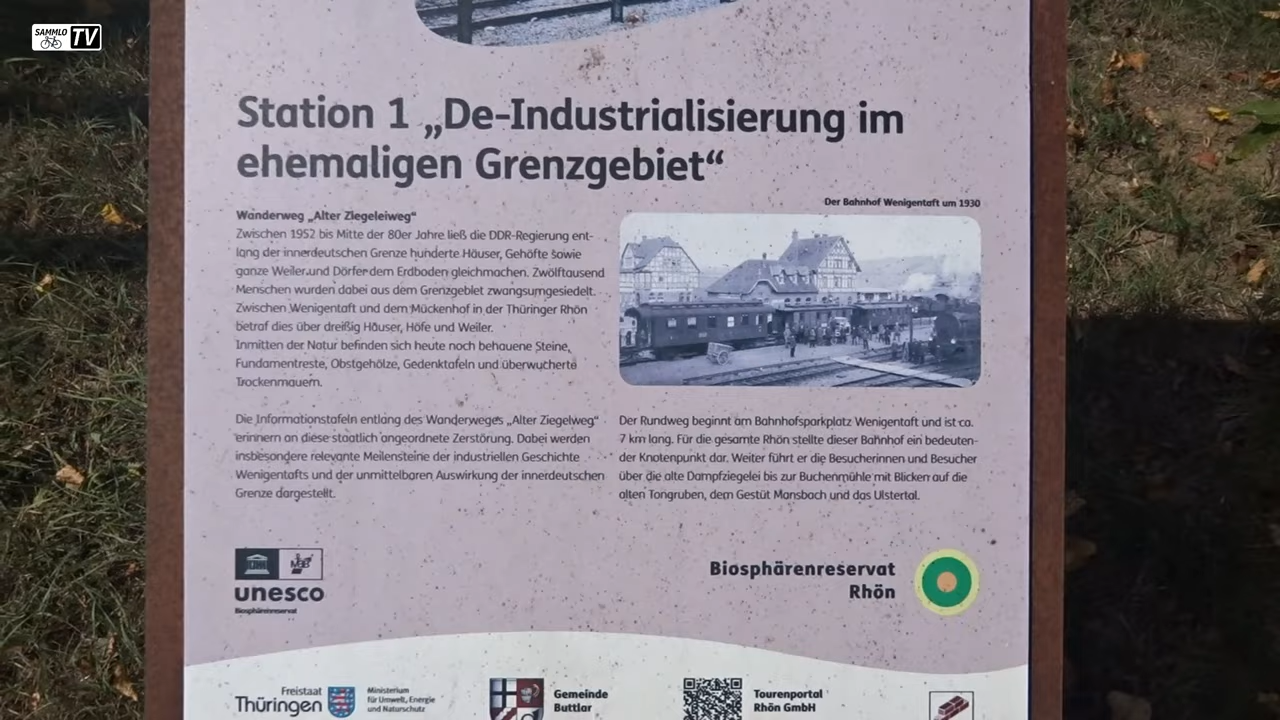 SAMMLO TV
Station 1 „De-Industrialisierung im
ehemaligen Grenzgebiet“
Wanderweg „Alter Ziegeleiweg“
Zwischen 1952 bis Mitte der 80er Jahre ließ die DDR-Regierung ent-
lang der innerdeutschen Grenze hunderte Häuser, Gehöfte sowie
ganze Weiler und Dörfer dem Erdboden gleichmachen. Zwölftausend
Menschen wurden dabei aus dem Grenzgebiet zwangsumgesiedelt.
Zwischen Wenigentaft und dem Mückenhof in der Thüringer Rhön
betraf dies über dreißig Häuser, Höfe und Weiler.
Inmitten der Natur befinden sich heute noch behauene Steine,
Fundamentreste, Obstgehölze, Gedenktafeln und überwucherte
Trockenmauern.
Die Informationstafeln entlang des Wanderweges „Alter Ziegelweg“
erinnern an diese staatlich angeordnete Zerstörung. Dabei werden
insbesondere relevante Meilensteine der industriellen Geschichte
Wenigentafts und der unmittelbaren Auswirkung der innerdeutschen
Grenze dargestellt.
Der Bahnhof Wenigentaft um 1930
Der Rundweg beginnt am Bahnhofsparkplatz Wenigentaft und ist ca.
7 km lang. Für die gesamte Rhön stellte dieser Bahnhof ein bedeuten-
der Knotenpunkt dar. Weiter führt er die Besucherinnen und Besucher
über die alte Dampfziegelei bis zur Buchenmühle mit Blicken auf die
alten Tongruben, dem Gestüt Mansbach und das Ulstertal.
MaB
unesco
Biosphärenreservat
Biosphärenreservat
Rhön
Freistaat
Thüringen
Ministerium
für Umwelt, Energie
und Naturschutz
Gemeinde
Buttlar
Tourenportal
Rhön GmbH